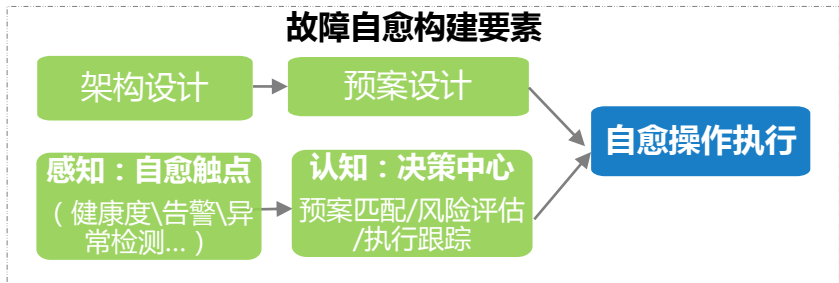 故障自愈构建要素
架构设计
预案设计
自愈操作执行
感知：自愈触点
（健康度\告警\异
常检测...）
认知：决策中心
预案匹配/风险评估
/执行跟踪